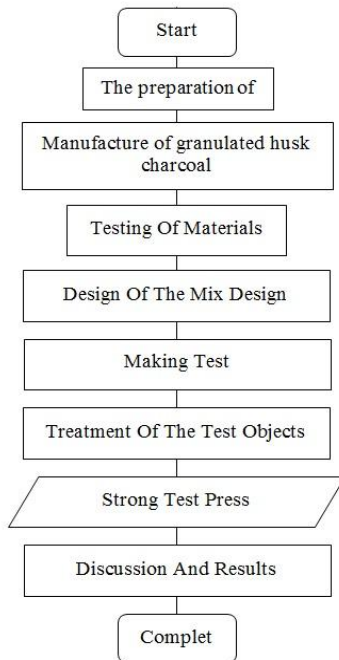 Start
The preparation of
Manufacture of granulated husk
charcoal
Testing Of Materials
Design Of The Mix Design
Making Test
Treatment Of The Test Objects
Strong Test Press
Discussion And Results
Complet